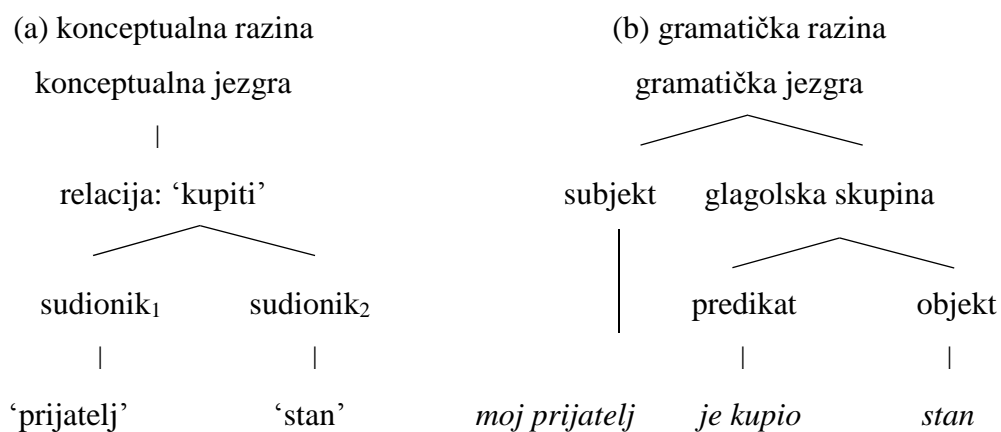 (a) konceptualna razina (b) gramatička razina
konceptualna jezgra gramatička jezgra
relacija: ‘kupiti’ subjekt glagolska skupina
sudionik₁ sudionik₂ predikat objekt
‘prijatelj’ ‘stan’ moj prijatelj je kupio stan